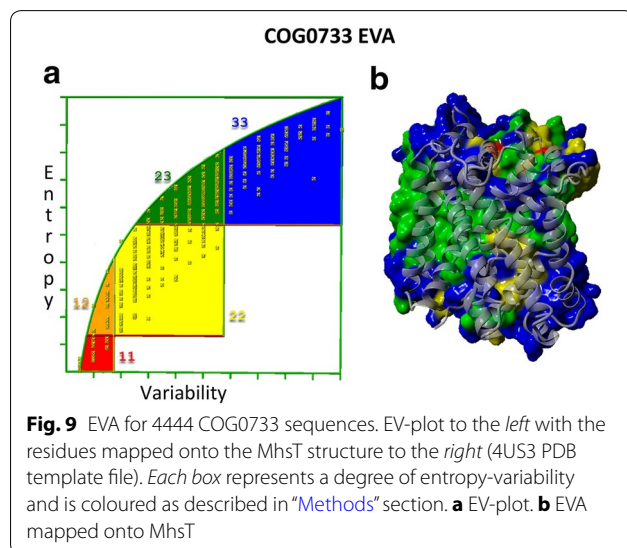 COG0733 EVA
a
b
33
23
12
22
11
Entropy
Variability
Fig. 9 EVA for 4444 COG0733 sequences. EV-plot to the left with the
residues mapped onto the MhsT structure to the right (4US3 PDB
template file). Each box represents a degree of entropy-variability
and is coloured as described in “Methods” section. a EV-plot. b EVA
mapped onto MhsT